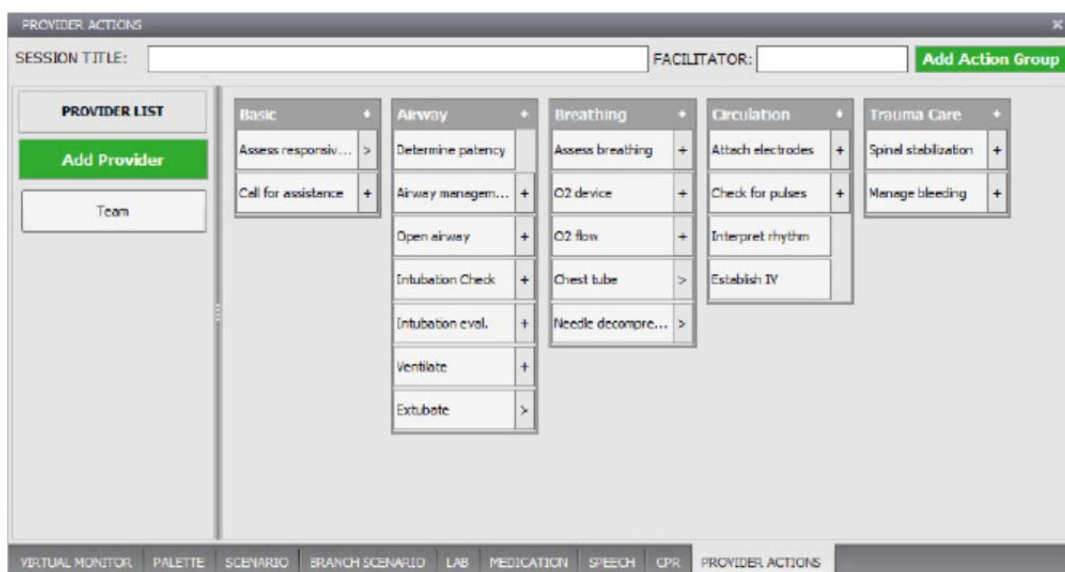 PROVIDER ACTIONS ×
SESSION TITLE: FACILITATOR: Add Action Group
PROVIDER LIST
Add Provider
Team
Basic +
Assess responsiv... >
Call for assistance +
Airway +
Determine patency
Airway managem... +
Open airway +
Intubation Check +
Intubation eval. +
Ventilate +
Extubate >
Breathing +
Assess breathing +
O2 device +
O2 flow +
Chest tube >
Needle decompre... >
Circulation +
Attach electrodes +
Check for pulses +
Interpret rhythm
Establish IV
Trauma Care +
Spinal stabilization +
Manage bleeding +
VIRTUAL MONITOR PALETTE SCENARIO BRANCH SCENARIO LAB MEDICATION SPEECH CPR PROVIDER ACTIONS